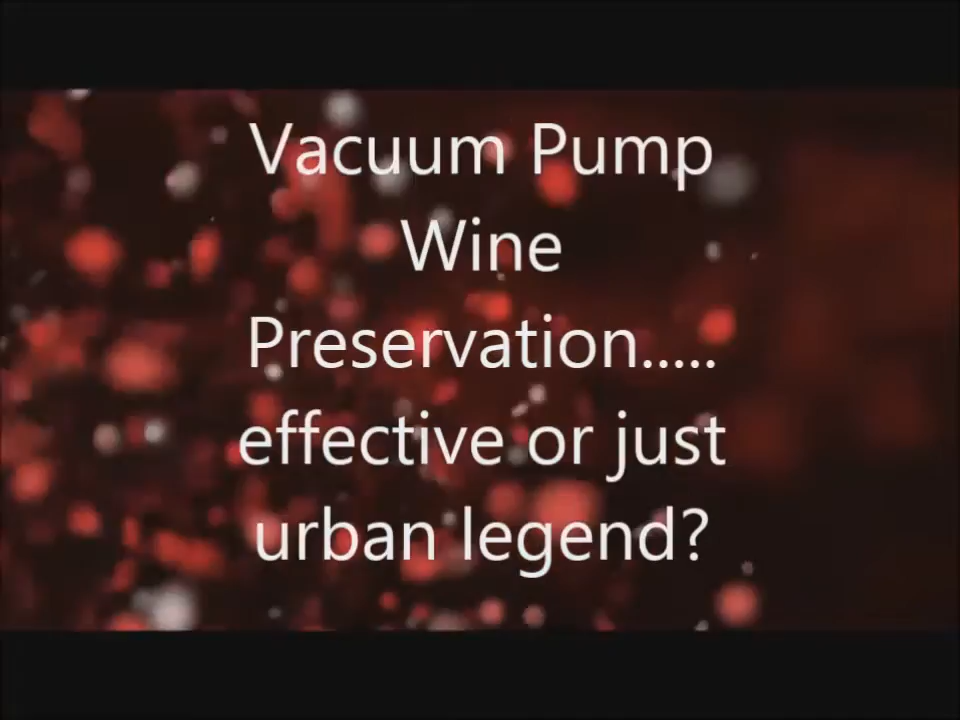 Vacuum Pump
Wine
Preservation.....
effective or just
urban legend?